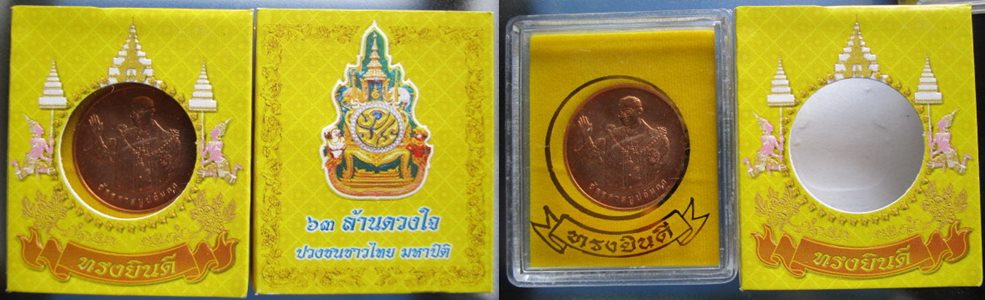 ทรงยินดี
๖๓ ล้านดวงใจ
ปวงชนชาวไทย มหาปิติ
ทรงยินดี
ทรงยินดี